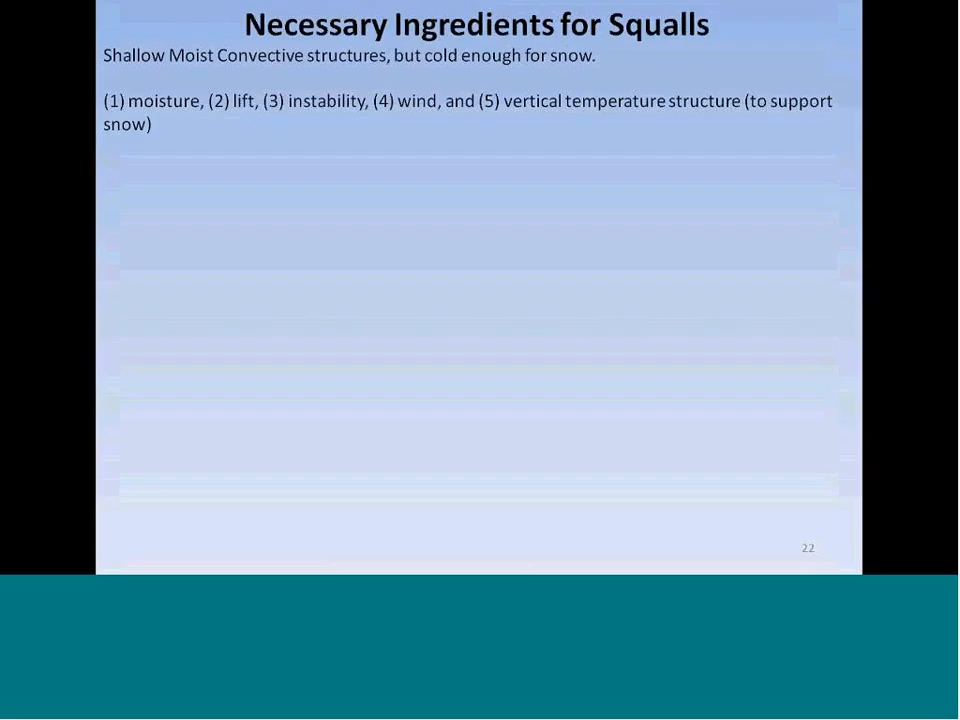 Necessary Ingredients for Squalls
Shallow Moist Convective structures, but cold enough for snow.
(1) moisture, (2) lift, (3) instability, (4) wind, and (5) vertical temperature structure (to support
snow)
22